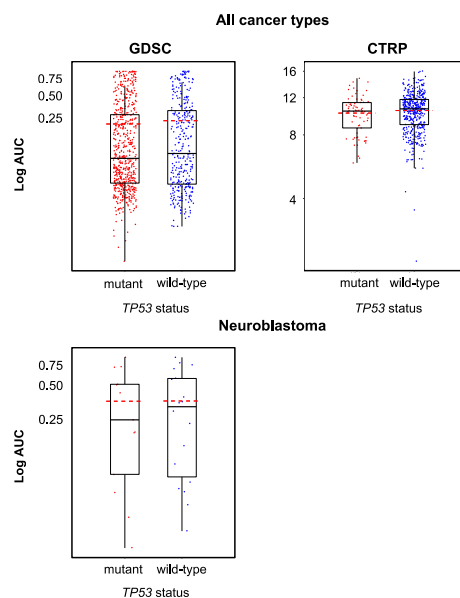 All cancer types
GDSC
CTRP
Log AUC
0.75
0.50
0.25
16
12
8
4
mutant wild-type
mutant wild-type
TP53 status
TP53 status
Neuroblastoma
Log AUC
0.75
0.50
0.25
mutant wild-type
TP53 status